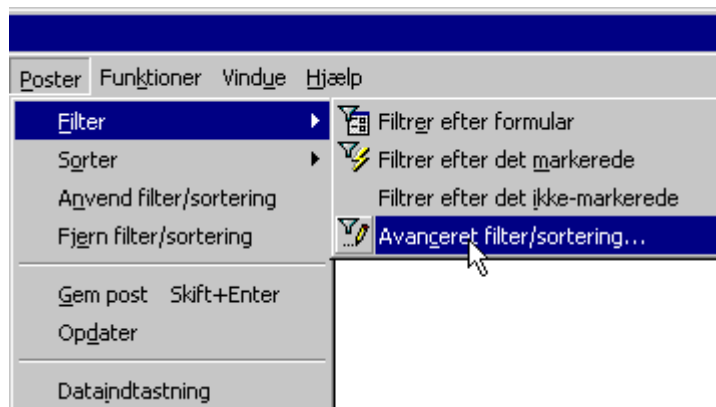 Poster Funktioner Vindue Hjælp
Filter
Sorter
Anvend filter/sortering
Fjern filter/sortering
Gem post Skift+Enter
Opdater
Dataindtastning
Filtrer efter formular
Filtrer efter det markerede
Filtrer efter det ikke-markerede
Avanceret filter/sortering...